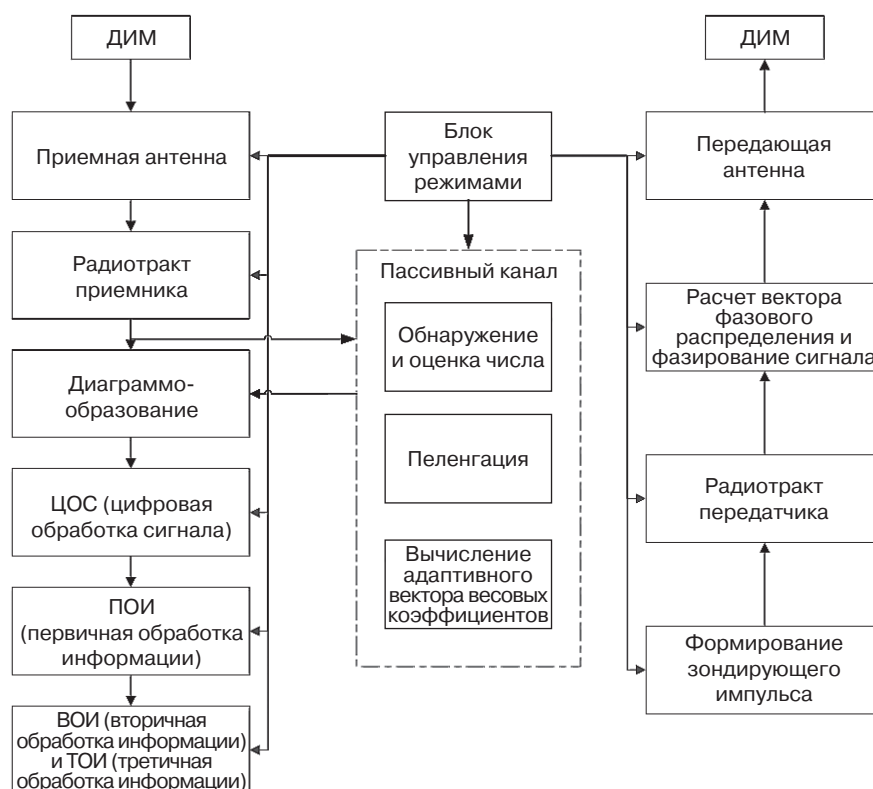 ДИМ
Приемная антенна
Радиотракт
приемника
Диаграммо-
образование
ЦОС (цифровая
обработка сигнала)
ПОИ
(первичная обработка
информации)
ВОИ (вторичная
обработка информации)
и ТОИ (третичная
обработка информации)
Блок
управления
режимами
Пассивный канал
Обнаружение
и оценка числа
Пеленгация
Вычисление
адаптивного
вектора весовых
коэффициентов
ДИМ
Передающая
антенна
Расчет вектора
фазового
распределения и
фазирование сигнала
Радиотракт
передатчика
Формирование
зондирующего
импульса